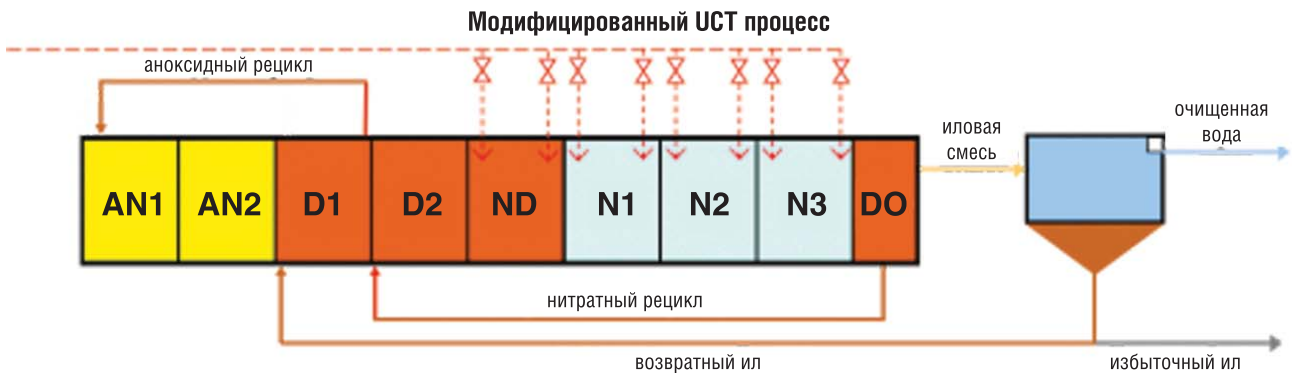 Модифицированный UCT процесс
аноксидный рецикл
очищенная
вода
иловая
смесь
AN1 AN2 D1 D2 ND N1 N2 N3 DO
нитратный рецикл
возвратный ил
избыточный ил